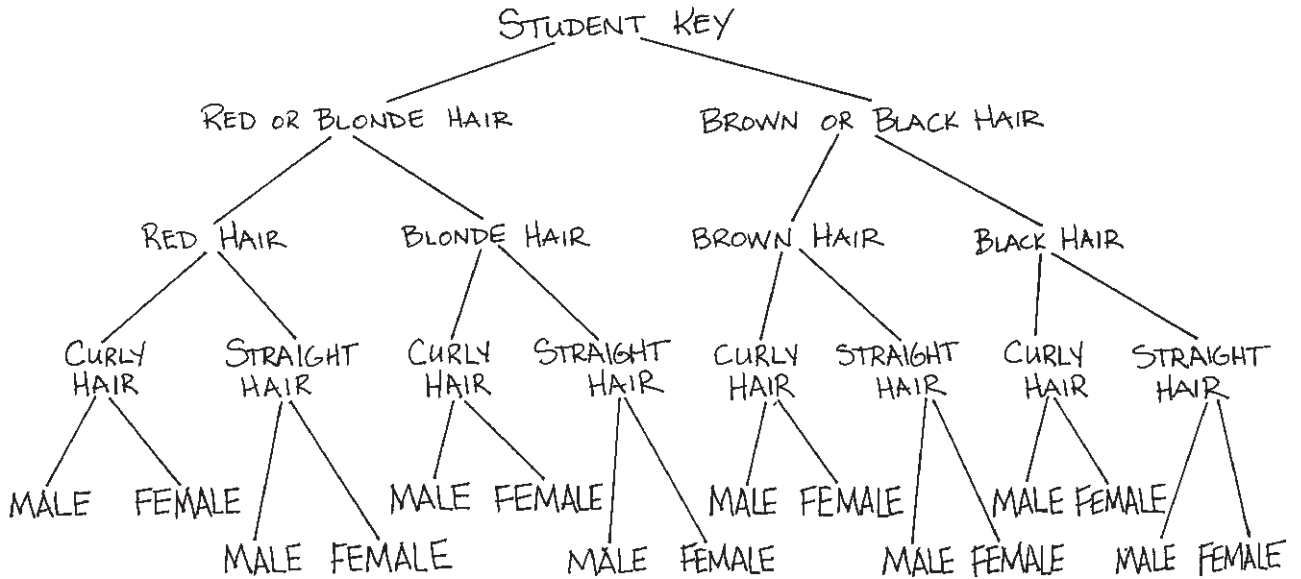 STUDENT KEY
RED OR BLONDE HAIR BROWN OR BLACK HAIR
RED HAIR BLONDE HAIR BROWN HAIR BLACK HAIR
CURLY STRAIGHT CURLY STRAIGHT CURLY STRAIGHT CURLY STRAIGHT
HAIR HAIR HAIR HAIR HAIR HAIR HAIR HAIR
MALE FEMALE MALE FEMALE MALE FEMALE MALE FEMALE
MALE FEMALE MALE FEMALE MALE FEMALE MALE FEMALE